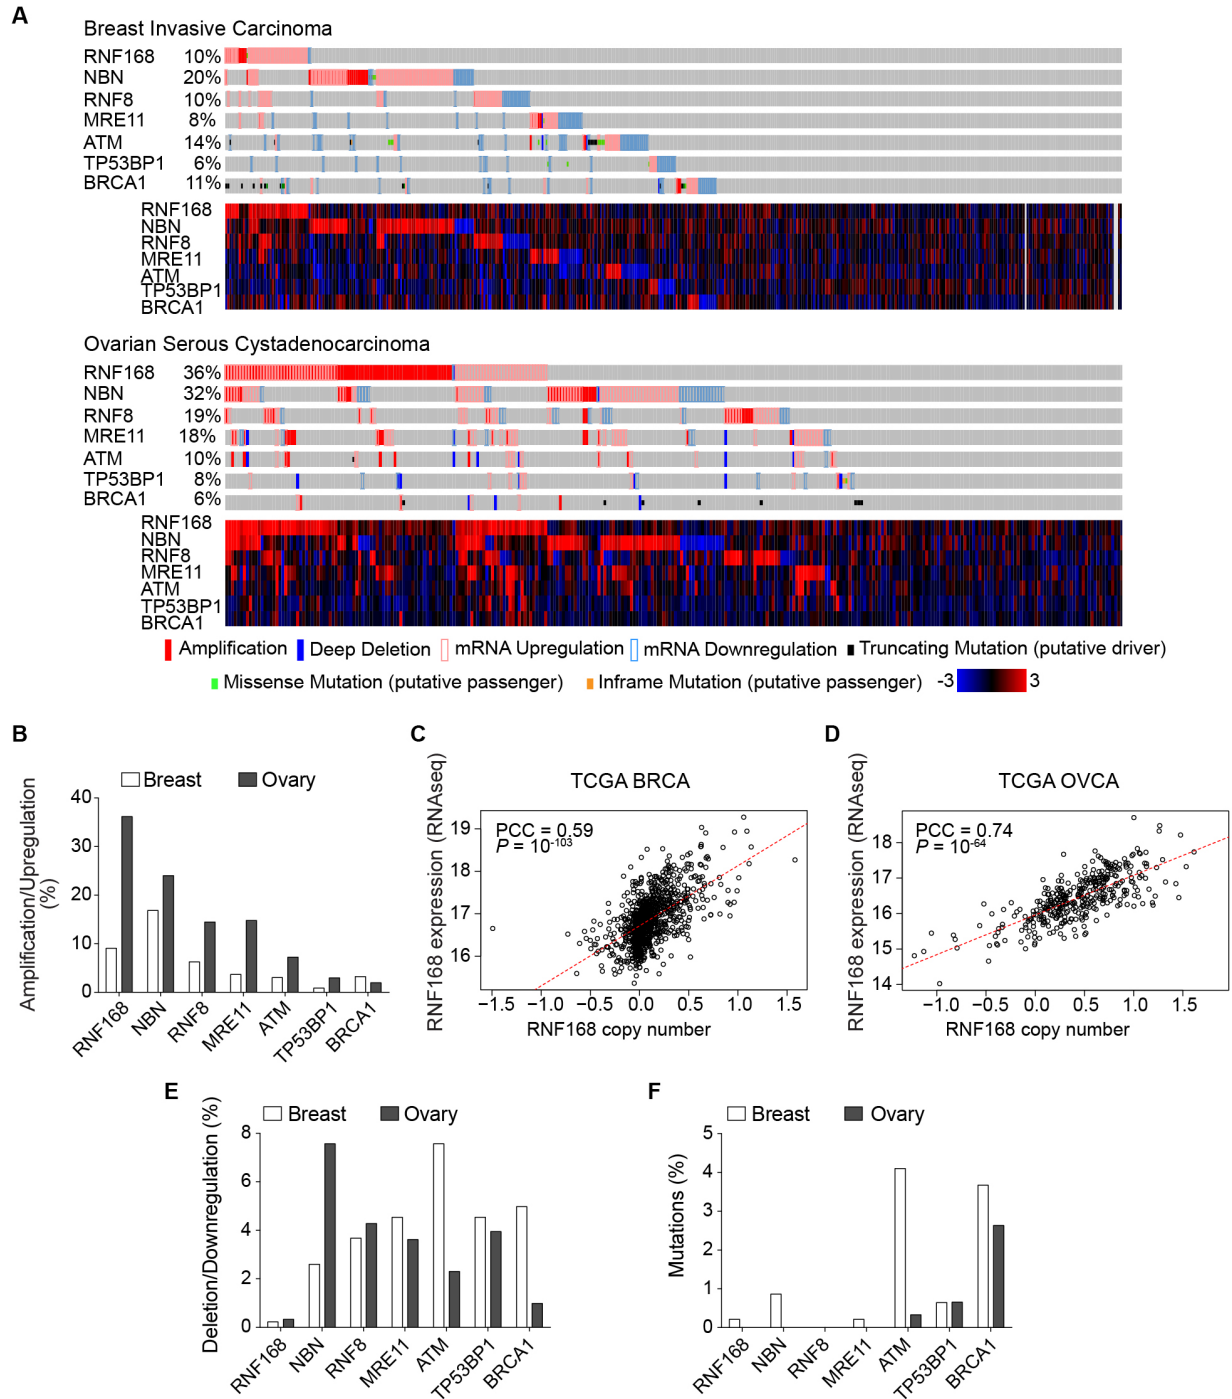 A
Breast Invasive Carcinoma
RNF168 10%
NBN 20%
RNF8 10%
MRE11 8%
ATM 14%
TP53BP1 6%
BRCA1 11%
RNF168
NBN
RNF8
MRE11
ATM
TP53BP1
BRCA1
Ovarian Serous Cystadenocarcinoma
RNF168 36%
NBN 32%
RNF8 19%
MRE11 18%
ATM 10%
TP53BP1 8%
BRCA1 6%
RNF168
NBN
RNF8
MRE11
ATM
TP53BP1
BRCA1
Amplification Deep Deletion mRNA Upregulation mRNA Downregulation Truncating Mutation (putative driver)
Missense Mutation (putative passenger) Inframe Mutation (putative passenger) -3 3
B
Breast Ovary
Amplification/Upregulation
(%)
40
30
20
10
0
RNF168 NBN RNF8 MRE11 ATM TP53BP1 BRCA1
C
TCGA BRCA
RNF168 expression (RNAseq)
PCC = 0.59
P = 10-103
19
18
17
16
−1.5 −1.0 −0.5 0.0 0.5 1.0 1.5
RNF168 copy number
D
TCGA OVCA
RNF168 expression (RNAseq)
PCC = 0.74
P = 10-64
18
17
16
15
14
−1.0 −0.5 0.0 0.5 1.0 1.5
RNF168 copy number
E
Breast Ovary
Deletion/Downregulation (%)
8
6
4
2
0
RNF168 NBN RNF8 MRE11 ATM TP53BP1 BRCA1
F
Breast Ovary
Mutations (%)
5
4
3
2
1
0
RNF168 NBN RNF8 MRE11 ATM TP53BP1 BRCA1